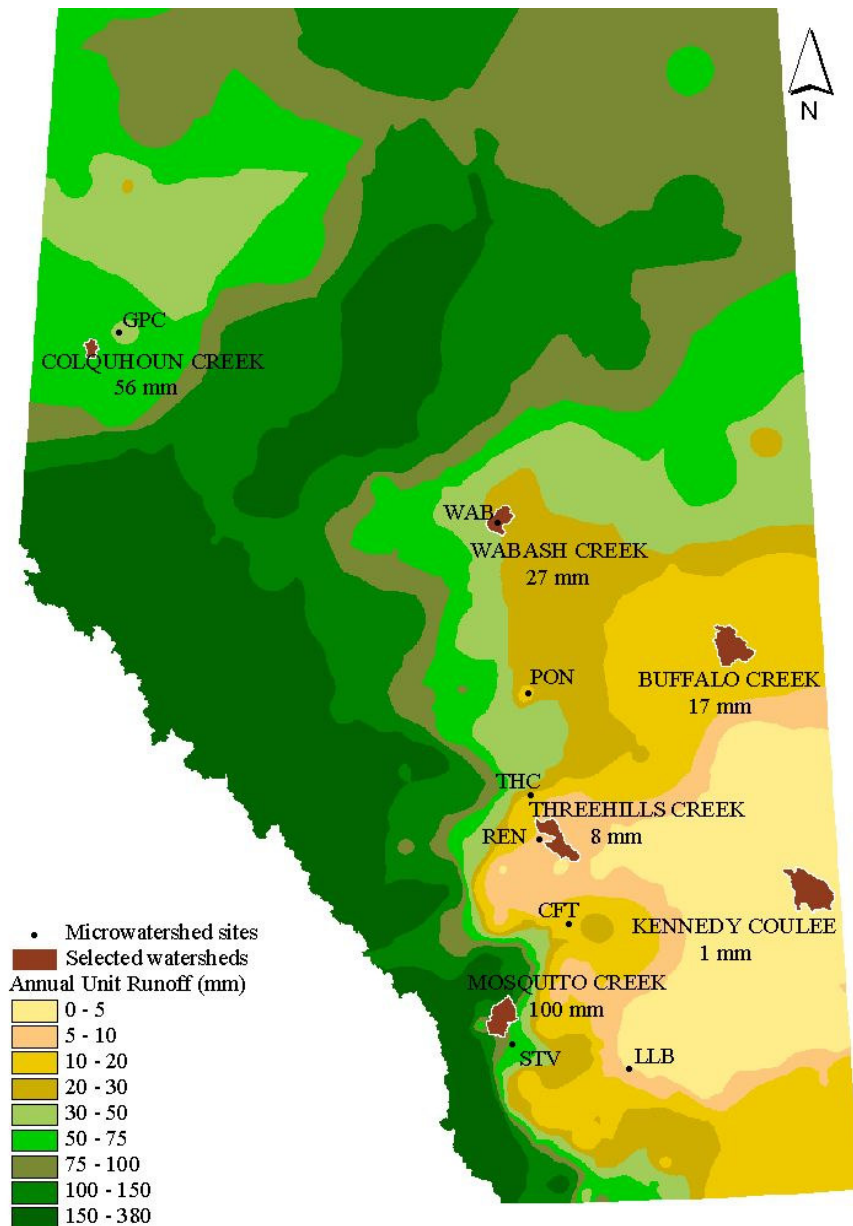 N
GPC
COLQUHOUN CREEK
56 mm
WAB
WABASH CREEK
27 mm
BUFFALO CREEK
17 mm
PON
THC
THREEHILLS CREEK
REN
8 mm
CFT
KENNEDY COULEE
1 mm
MOSQUITO CREEK
100 mm
STV
LLB
Microwatershed sites
Selected watersheds
Annual Unit Runoff (mm)
0 - 5
5 - 10
10 - 20
20 - 30
30 - 50
50 - 75
75 - 100
100 - 150
150 - 380